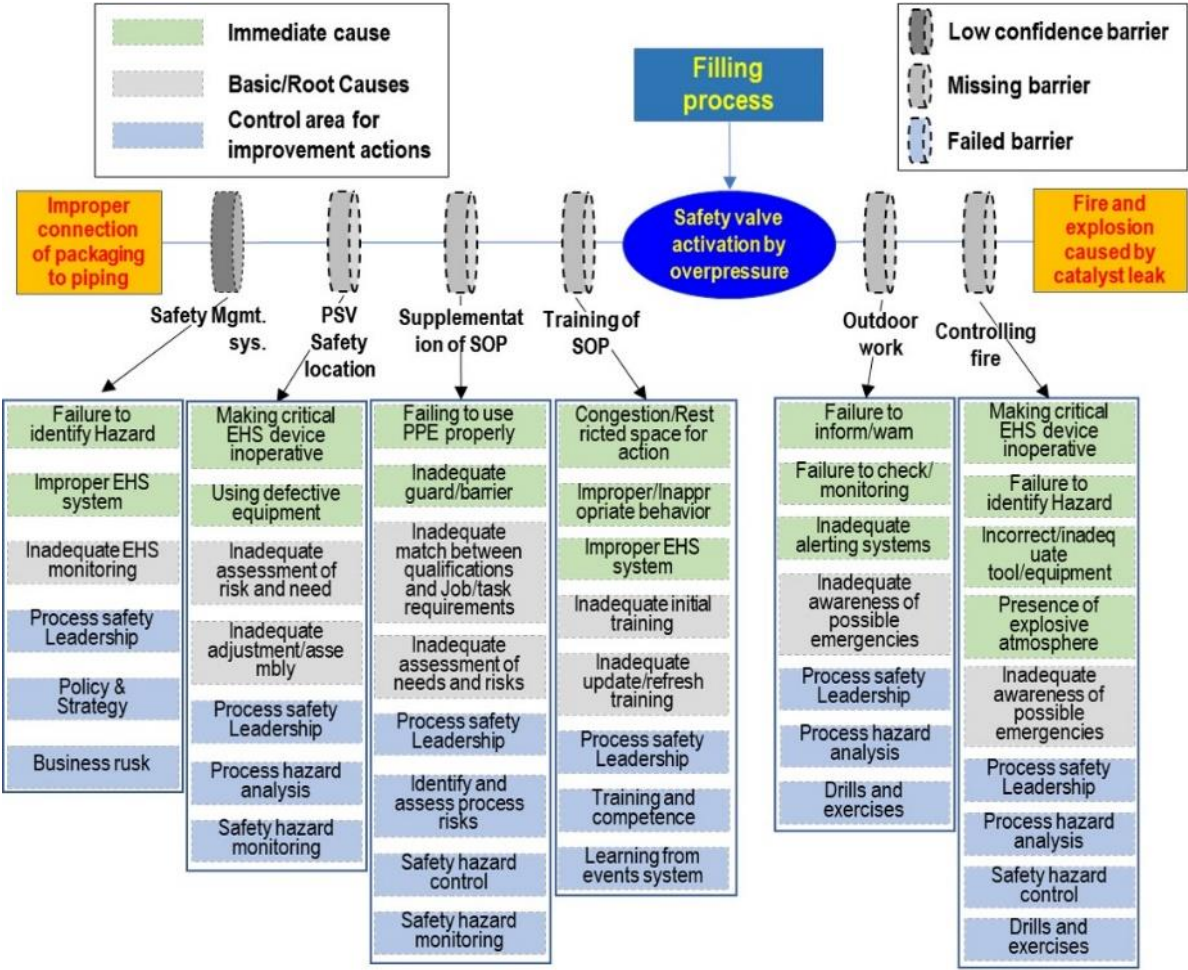 Immediate cause
Basic/Root Causes
Control area for
improvement actions
Filling
process
Low confidence barrier
Missing barrier
Failed barrier
Improper
connection
of packaging
to piping
Safety valve
activation by
overpressure
Fire and
explosion
caused by
catalyst leak
Safety Mgmt.
sys.
PSV
Safety
location
Supplementat
ion of SOP
Training of
SOP
Outdoor
work
Controlling
fire
Failure to
identify Hazard
Improper EHS
system
Inadequate EHS
monitoring
Process safety
Leadership
Policy &
Strategy
Business rusk
Making critical
EHS device
inoperative
Using defective
equipment
Inadequate
assessment of
risk and need
Inadequate
adjustment/asse
mbly
Process safety
Leadership
Process hazard
analysis
Safety hazard
monitoring
Failing to use
PPE properly
Inadequate
guard/barrier
Inadequate
match between
qualifications
and Job/task
requirements
Inadequate
assessment of
needs and risks
Process safety
Leadership
Identify and
assess process
risks
Safety hazard
control
Safety hazard
monitoring
Congestion/Rest
ricted space for
action
Improper/Inappr
opriate behavior
Improper EHS
system
Inadequate initial
training
Inadequate
update/refresh
training
Process safety
Leadership
Training and
competence
Learning from
events system
Failure to
inform/warn
Failure to check/
monitoring
Inadequate
alerting systems
Inadequate
awareness of
possible
emergencies
Process safety
Leadership
Process hazard
analysis
Drills and
exercises
Making critical
EHS device
inoperative
Failure to
identify Hazard
Incorrect/inadeq
uate
tool/equipment
Presence of
explosive
atmosphere
Inadequate
awareness of
possible
emergencies
Process safety
Leadership
Process hazard
analysis
Safety hazard
control
Drills and
exercises